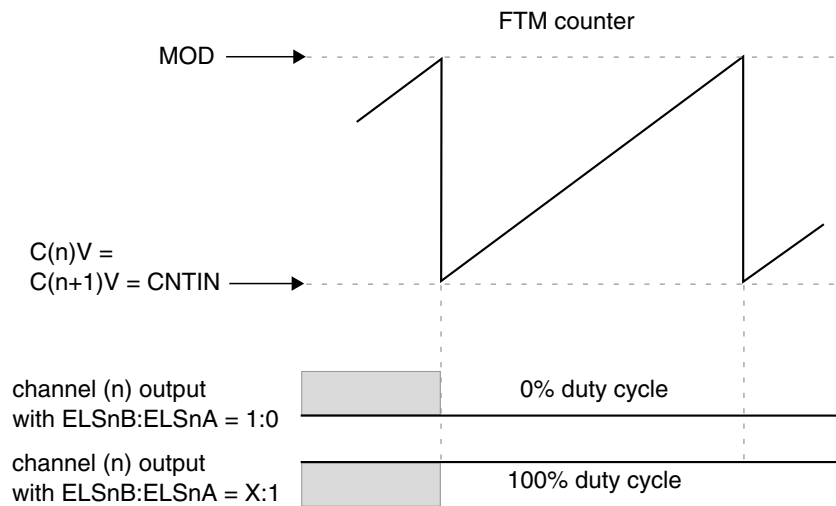 FTM counter
MOD
C(n)V =
C(n+1)V = CNTIN
channel (n) output
with ELSnB:ELSnA = 1:0
0% duty cycle
channel (n) output
with ELSnB:ELSnA = X:1
100% duty cycle